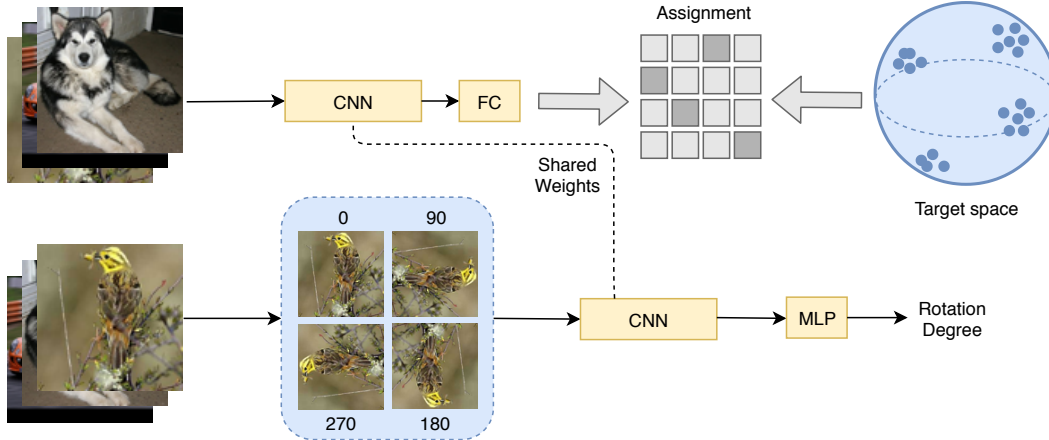 Assignment
CNN
FC
Shared
Weights
Target space
0
90
CNN
MLP
Rotation
Degree
270
180